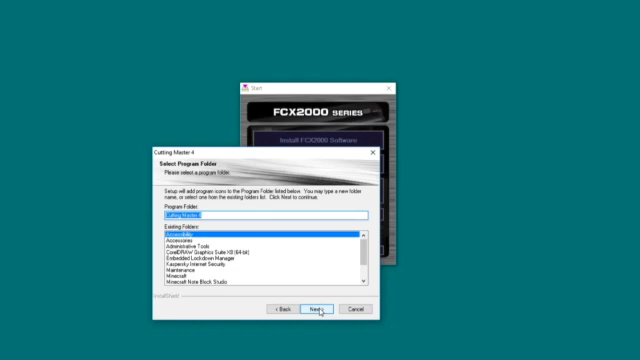 Start
FCX2000 SERIES
Install FCX2000 Software
Cutting Master 4
Select Program Folder
Please select a program folder.
Setup will add program icons to the Program Folder listed below. You may type a new folder
name, or select one from the existing folders list. Click Next to continue.
Program Folder:
Cutting Master 4
Existing Folders:
Accessibility
Accessories
Administrative Tools
CorelDRAW Graphics Suite X8 (64-bit)
Embedded Lockdown Manager
Kaspersky Internet Security
Maintenance
Minecraft
Minecraft Note Block Studio
InstallShield
< Back
Next >
Cancel